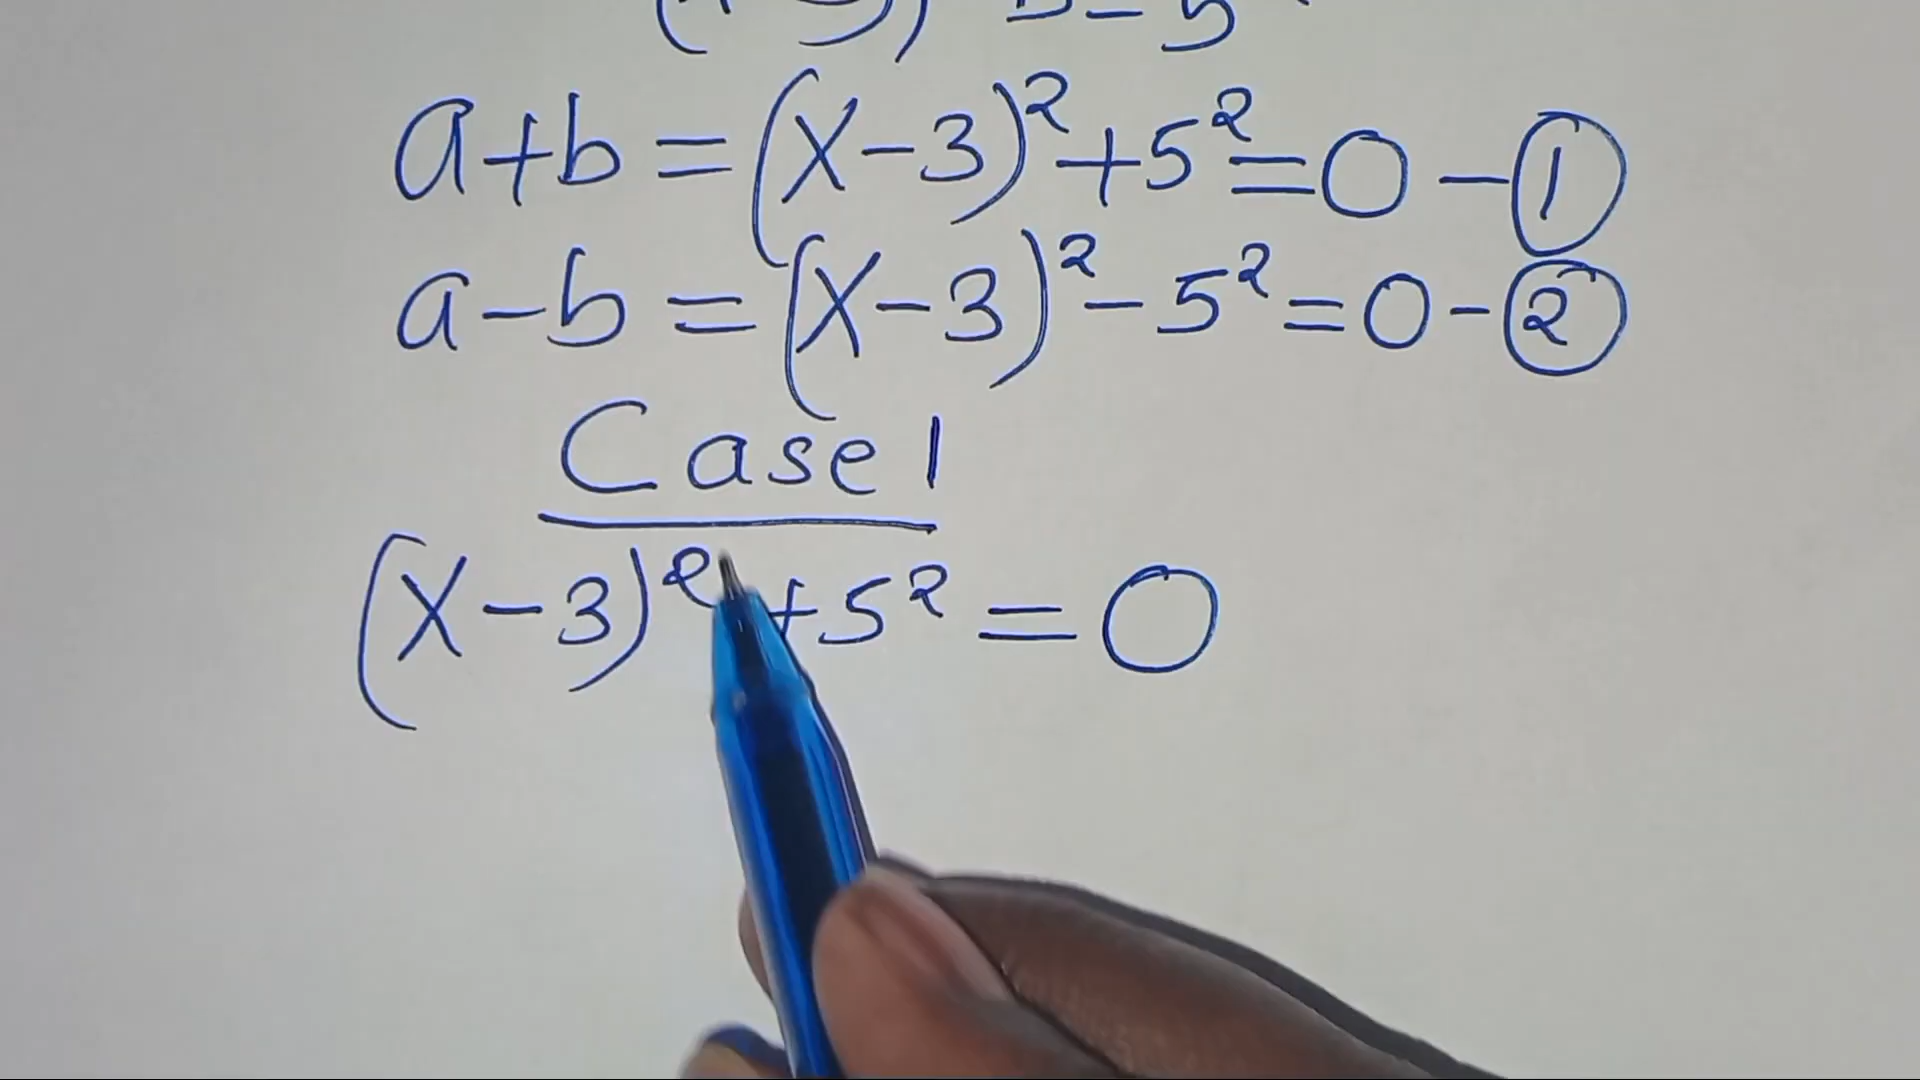 a+b=(x-3)²+5²=0-①
a-b=(x-3)²-5²=0-②
Case 1
(x-3)²+5²=0